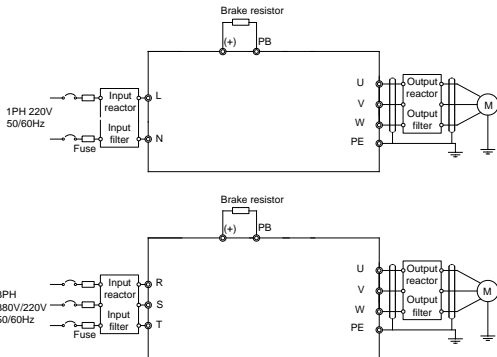 Brake resistor
(+) PB
1PH 220V
50/60Hz
Fuse
Input
reactor
Input
filter
L
N
U
V
W
PE
Output
reactor
Output
filter
M
Brake resistor
(+) PB
3PH
380V/220V
50/60Hz
Fuse
Input
reactor
Input
filter
R
S
T
U
V
W
PE
Output
reactor
Output
filter
M